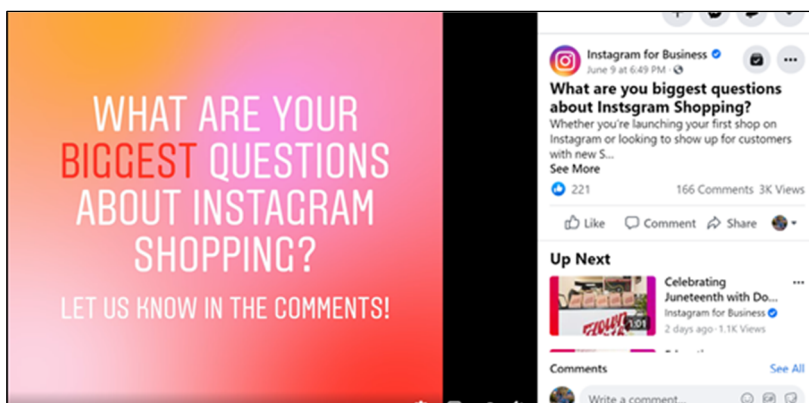 WHAT ARE YOUR
BIGGEST QUESTIONS
ABOUT INSTAGRAM
SHOPPING?
LET US KNOW IN THE COMMENTS!
Instagram for Business
June 9 at 6:49 PM ·
What are you biggest questions
about Instsgram Shopping?
Whether you're launching your first shop on
Instagram or looking to show up for customers
with new S...
See More
221 166 Comments 3K Views
Like Comment Share
Up Next
Celebrating
Juneteenth with Do...
Instagram for Business
2 days ago · 1.1K Views
1:01
Comments See All
Write a comment...
GIF